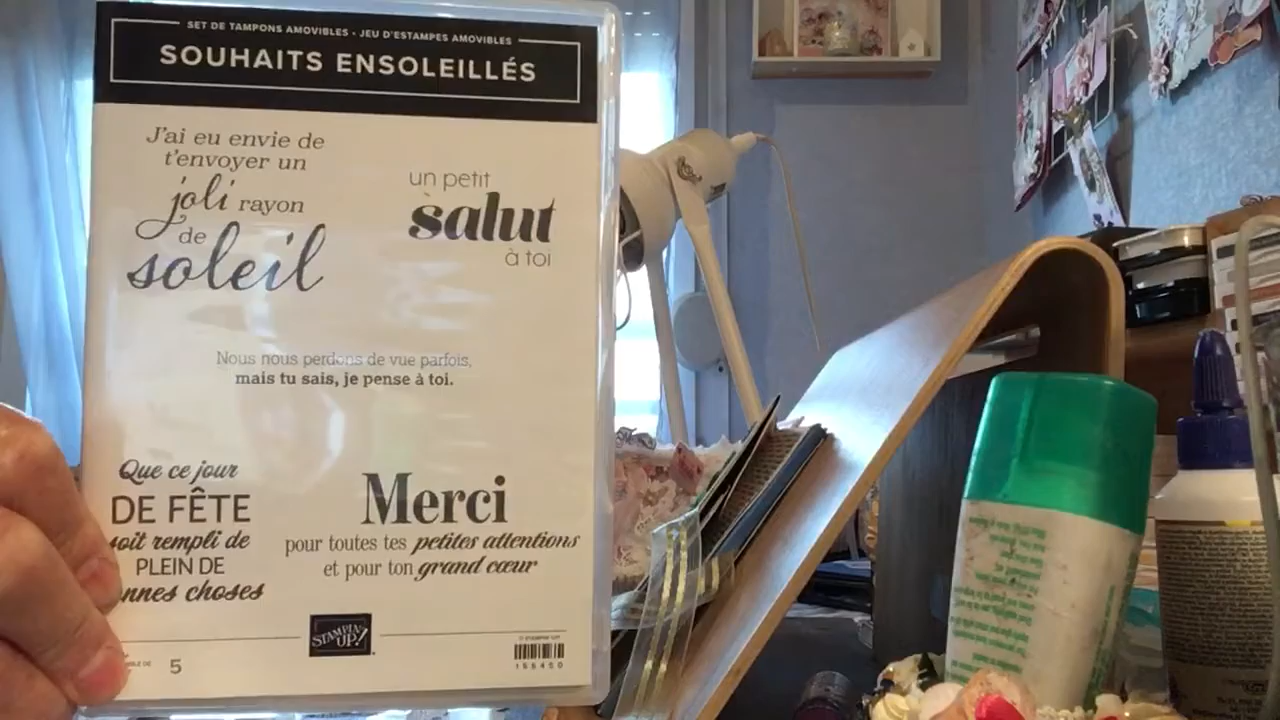 SET DE TAMPONS AMOVIBLES • JEU D'ESTAMPES AMOVIBLES
SOUHAITS ENSOLEILLÉS
J'ai eu envie de
t'envoyer un
joli rayon
de
soleil
un petit
salut
à toi
Nous nous perdons de vue parfois,
mais tu sais, je pense à toi.
Que ce jour
DE FÊTE
soit rempli de
PLEIN DE
choses
Merci
pour toutes tes petites attentions
et pour ton grand cœur
STAMPIN' UP!
5
© STAMPIN' UP!
155450